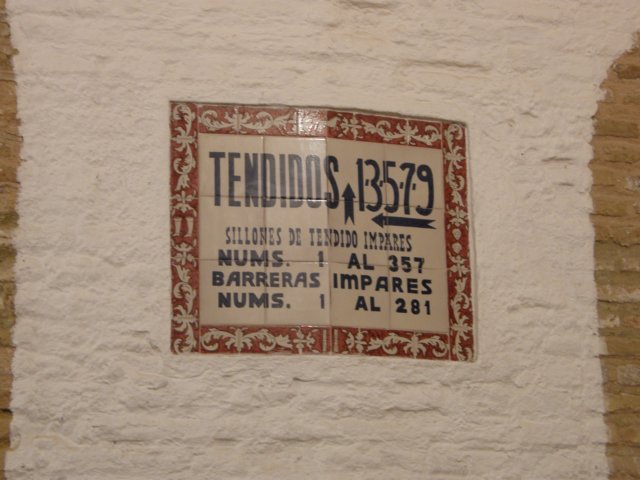 TENDIDOS 1-3-5-7-9
SILLONES DE TENDIDO IMPARES
NUMS. 1 AL 357
BARRERAS IMPARES
NUMS. 1 AL 281